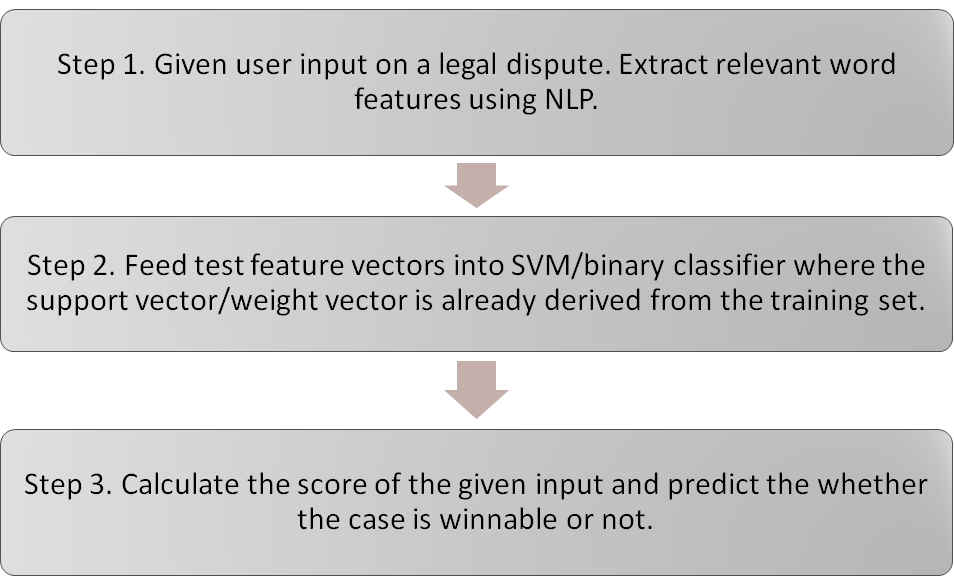 Step 1. Given user input on a legal dispute. Extract relevant word
features using NLP.
Step 2. Feed test feature vectors into SVM/binary classifier where the
support vector/weight vector is already derived from the training set.
Step 3. Calculate the score of the given input and predict the whether
the case is winnable or not.